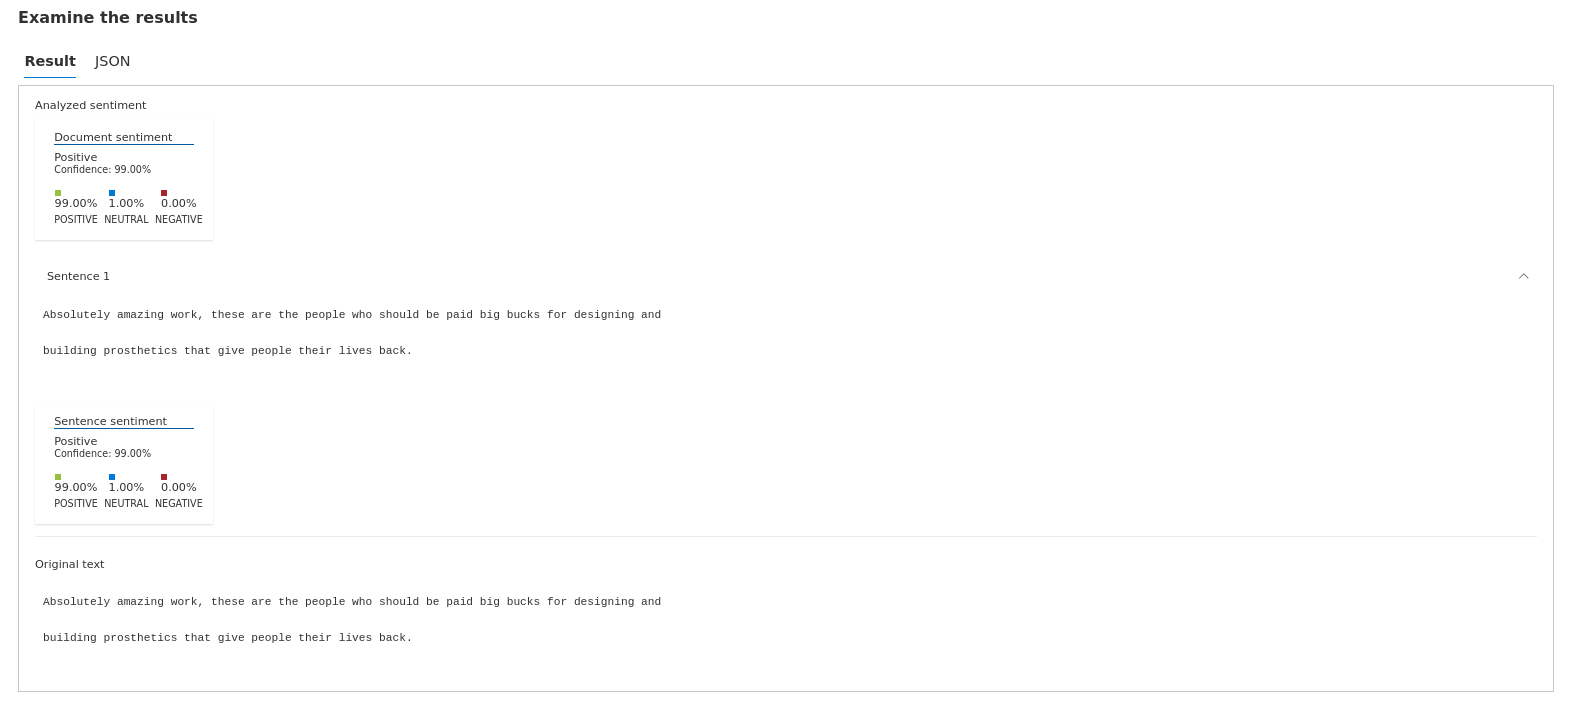 Examine the results
Result JSON
Analyzed sentiment
Document sentiment
Positive
Confidence: 99.00%
99.00% 1.00% 0.00%
POSITIVE NEUTRAL NEGATIVE
Sentence 1
Absolutely amazing work, these are the people who should be paid big bucks for designing and
building prosthetics that give people their lives back.
Sentence sentiment
Positive
Confidence: 99.00%
99.00% 1.00% 0.00%
POSITIVE NEUTRAL NEGATIVE
Original text
Absolutely amazing work, these are the people who should be paid big bucks for designing and
building prosthetics that give people their lives back.